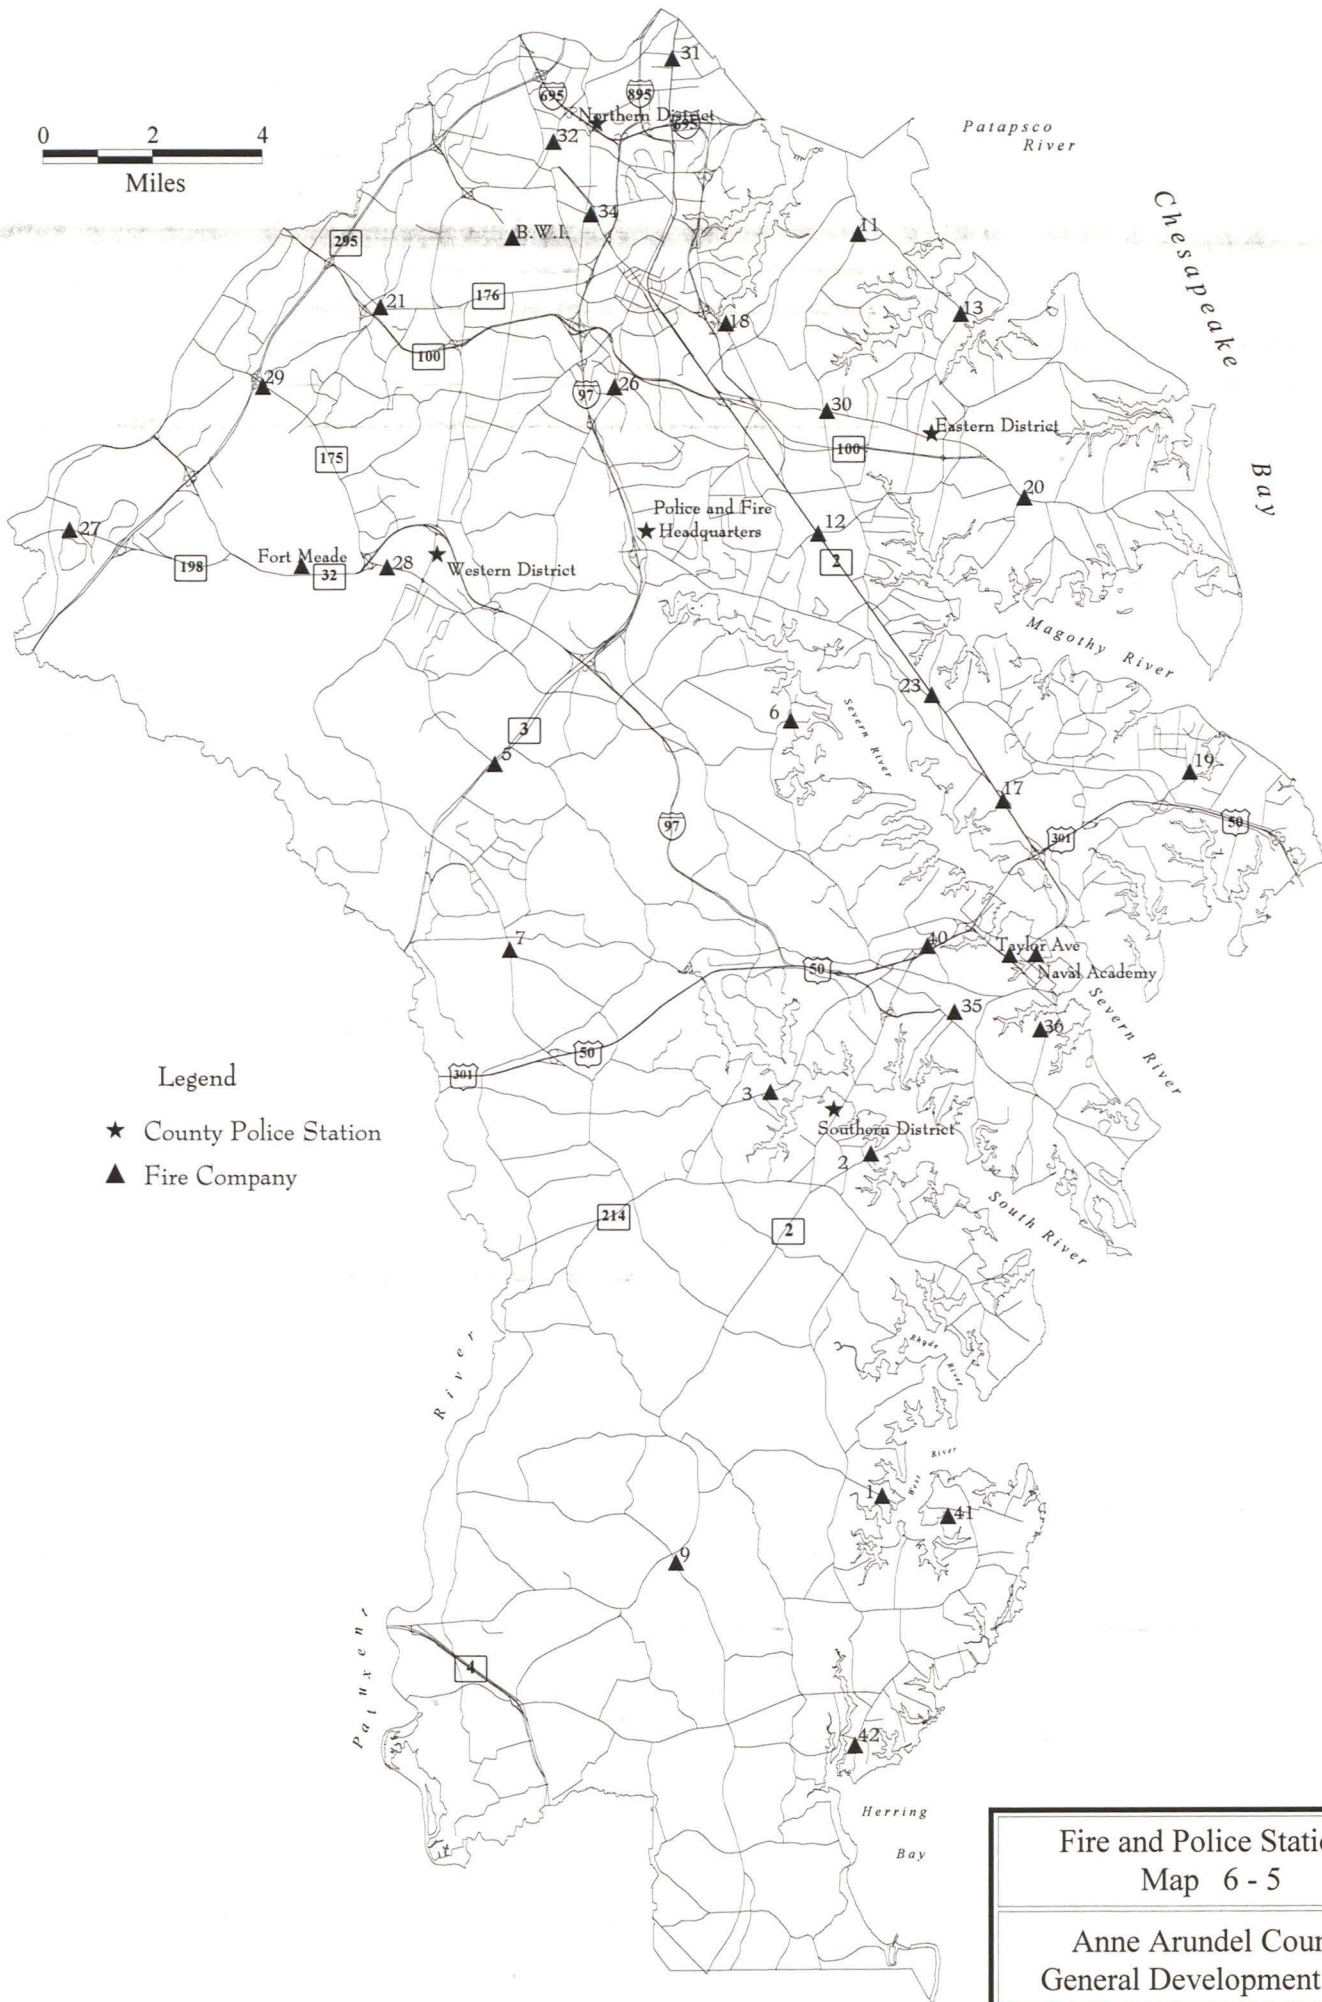 31
695
895
Northern District
695
0 2 4
Miles
32
Patapsco
River
34
B.W.I.
11
Chesapeake
Bay
295
21
176
18
13
100
29
97
26
30
Eastern District
100
175
20
27
Police and Fire
Headquarters
12
2
198
Fort Meade
32
28
Western District
Magothy River
23
6
Severn River
3
5
19
17
97
301
50
7
40
Taylor Ave
Naval Academy
50
35
36
Severn River
50
301
Legend
County Police Station
Fire Company
3
Southern District
2
South River
214
2
Rhode River
River
West River
1
41
9
Patuxent
4
42
Herring
Bay
Fire and Police Statio
Map 6 - 5
Anne Arundel Coun
General Development